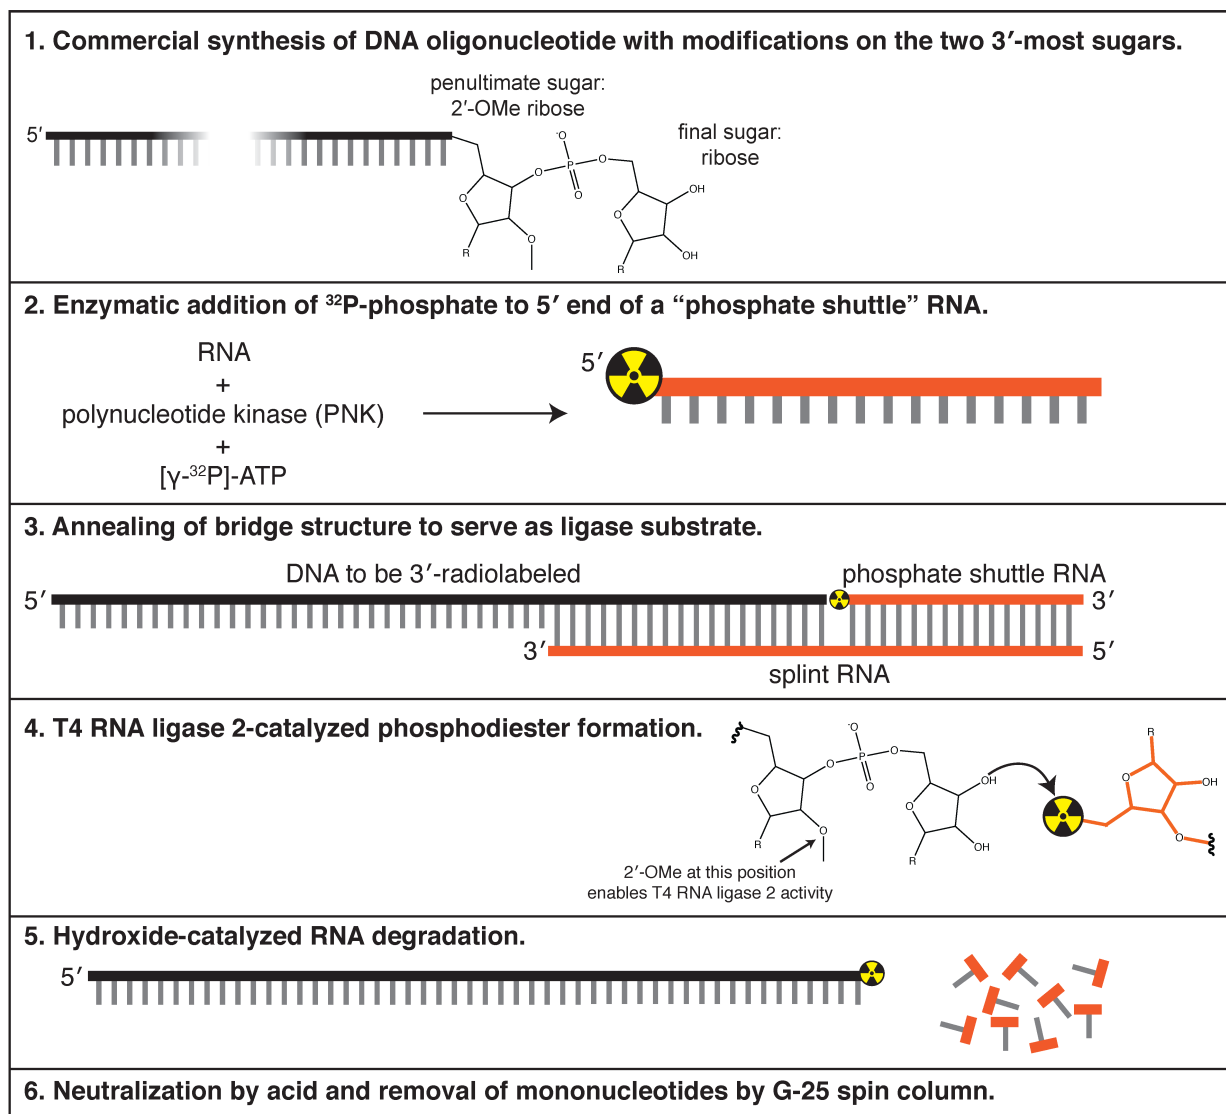 1. Commercial synthesis of DNA oligonucleotide with modifications on the two 3′-most sugars.
penultimate sugar:
2′-OMe ribose
final sugar:
ribose
5′
-O
P
O
O
O
OH
O
O
O
R
OH
R
2. Enzymatic addition of ³²P-phosphate to 5′ end of a “phosphate shuttle” RNA.
RNA
+
polynucleotide kinase (PNK)
+
[γ-³²P]-ATP
5′
3. Annealing of bridge structure to serve as ligase substrate.
DNA to be 3′-radiolabeled
phosphate shuttle RNA
5′
3′
3′
5′
splint RNA
4. T4 RNA ligase 2-catalyzed phosphodiester formation.
-O
P
O
O
O
O
OH
O
O
R
OH
R
R
O
OH
O
2′-OMe at this position
enables T4 RNA ligase 2 activity
5. Hydroxide-catalyzed RNA degradation.
5′
6. Neutralization by acid and removal of mononucleotides by G-25 spin column.